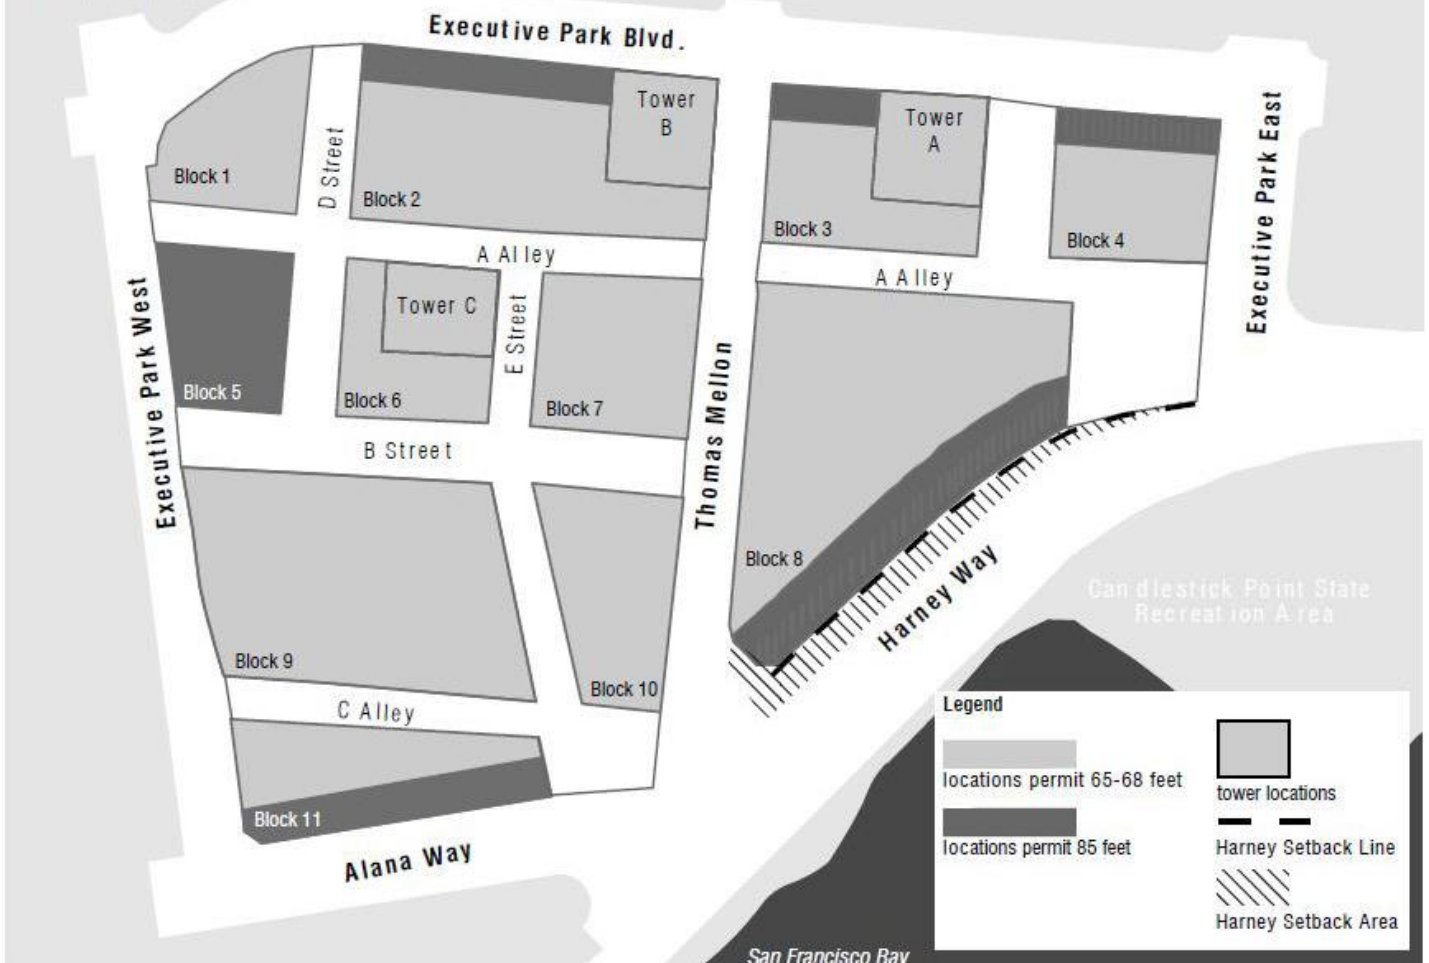 Executive Park Blvd.
Tower
B
Tower
A
D Street
Executive Park East
Block 1
Block 2
Block 3
Block 4
A Alley
A Alley
Executive Park West
Tower C
E Street
Block 5
Block 6
Block 7
Thomas Mellon
B Street
Block 8
Harney Way
Candlestick Point State
Recreation Area
Block 9
Block 10
C Alley
Block 11
Alana Way
Legend
locations permit 65-68 feet
locations permit 85 feet
tower locations
Harney Setback Line
Harney Setback Area
San Francisco Bay